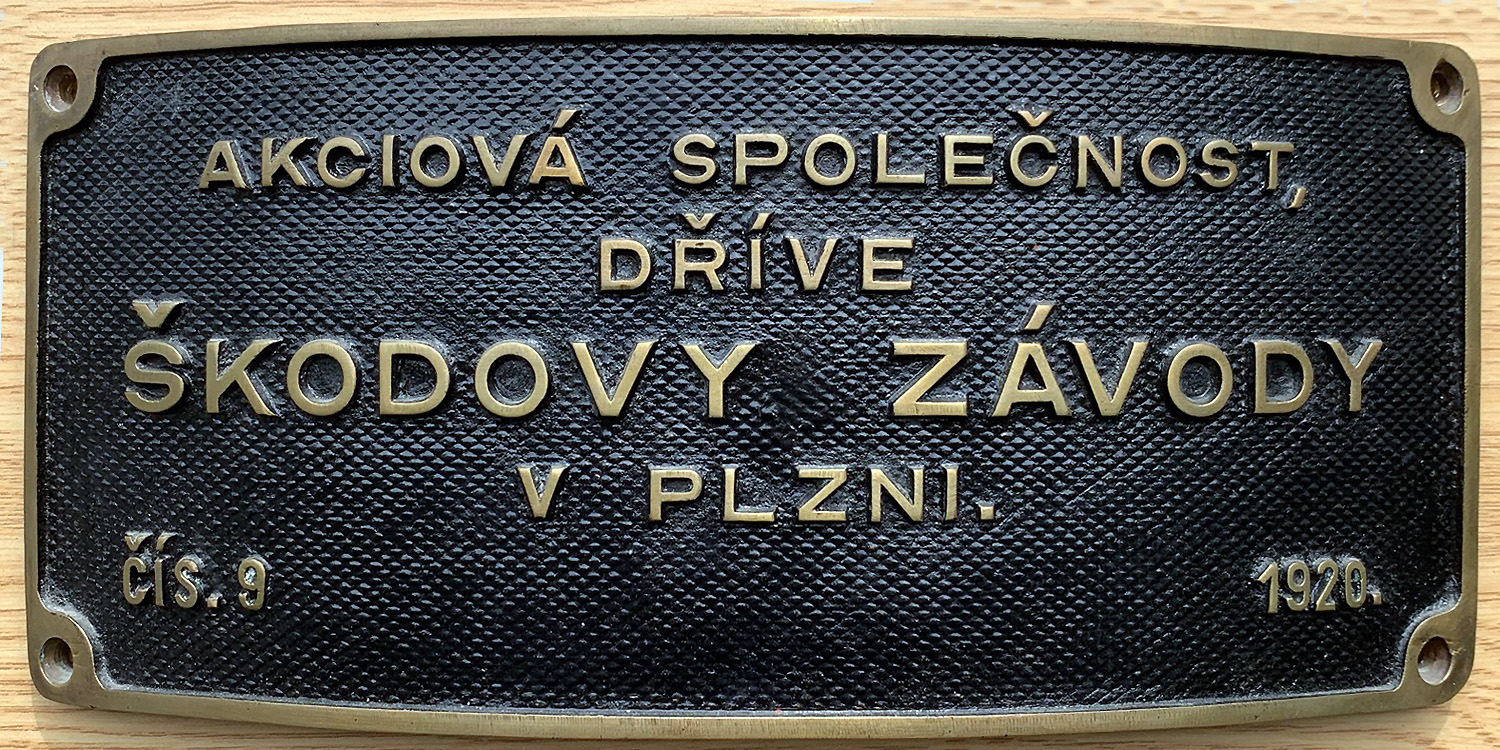 AKCIOVÁ SPOLEČNOST,
DŘÍVE
ŠKODOVY ZÁVODY
V PLZNI.
ČÍS. 9 1920.